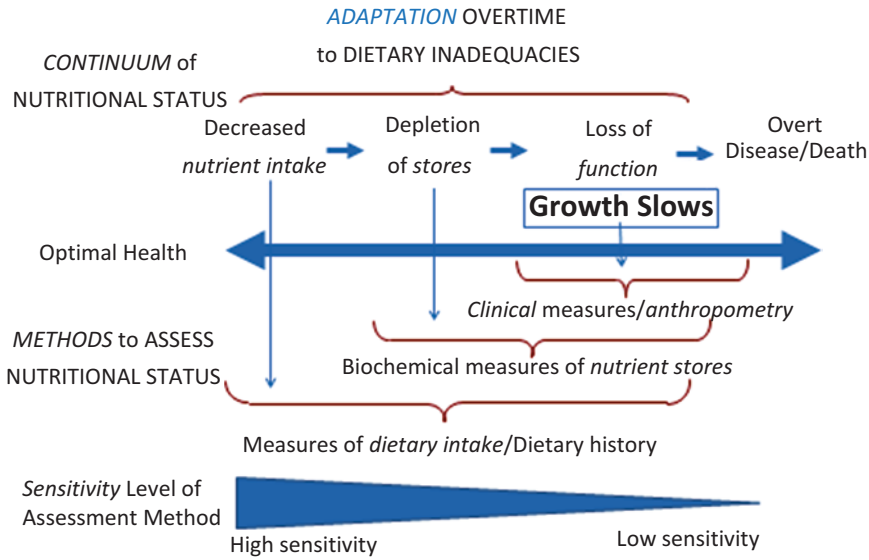 ADAPTATION OVERTIME
to DIETARY INADEQUACIES
CONTINUUM of
NUTRITIONAL STATUS
Decreased
nutrient intake
Depletion
of stores
Loss of
function
Overt
Disease/Death
Growth Slows
Optimal Health
Clinical measures/anthropometry
METHODS to ASSESS
NUTRITIONAL STATUS
Biochemical measures of nutrient stores
Measures of dietary intake/Dietary history
Sensitivity Level of
Assessment Method
High sensitivity
Low sensitivity